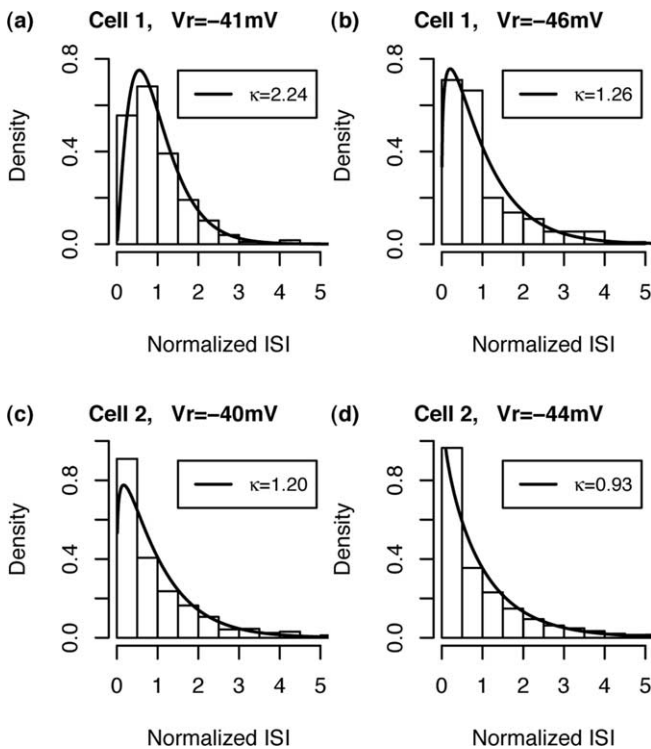 (a) Cell 1, Vr=−41mV
Density
0.0 0.4 0.8
κ=2.24
0 1 2 3 4 5
Normalized ISI
(b) Cell 1, Vr=−46mV
Density
0.0 0.4 0.8
κ=1.26
0 1 2 3 4 5
Normalized ISI
(c) Cell 2, Vr=−40mV
Density
0.0 0.4 0.8
κ=1.20
0 1 2 3 4 5
Normalized ISI
(d) Cell 2, Vr=−44mV
Density
0.0 0.4 0.8
κ=0.93
0 1 2 3 4 5
Normalized ISI